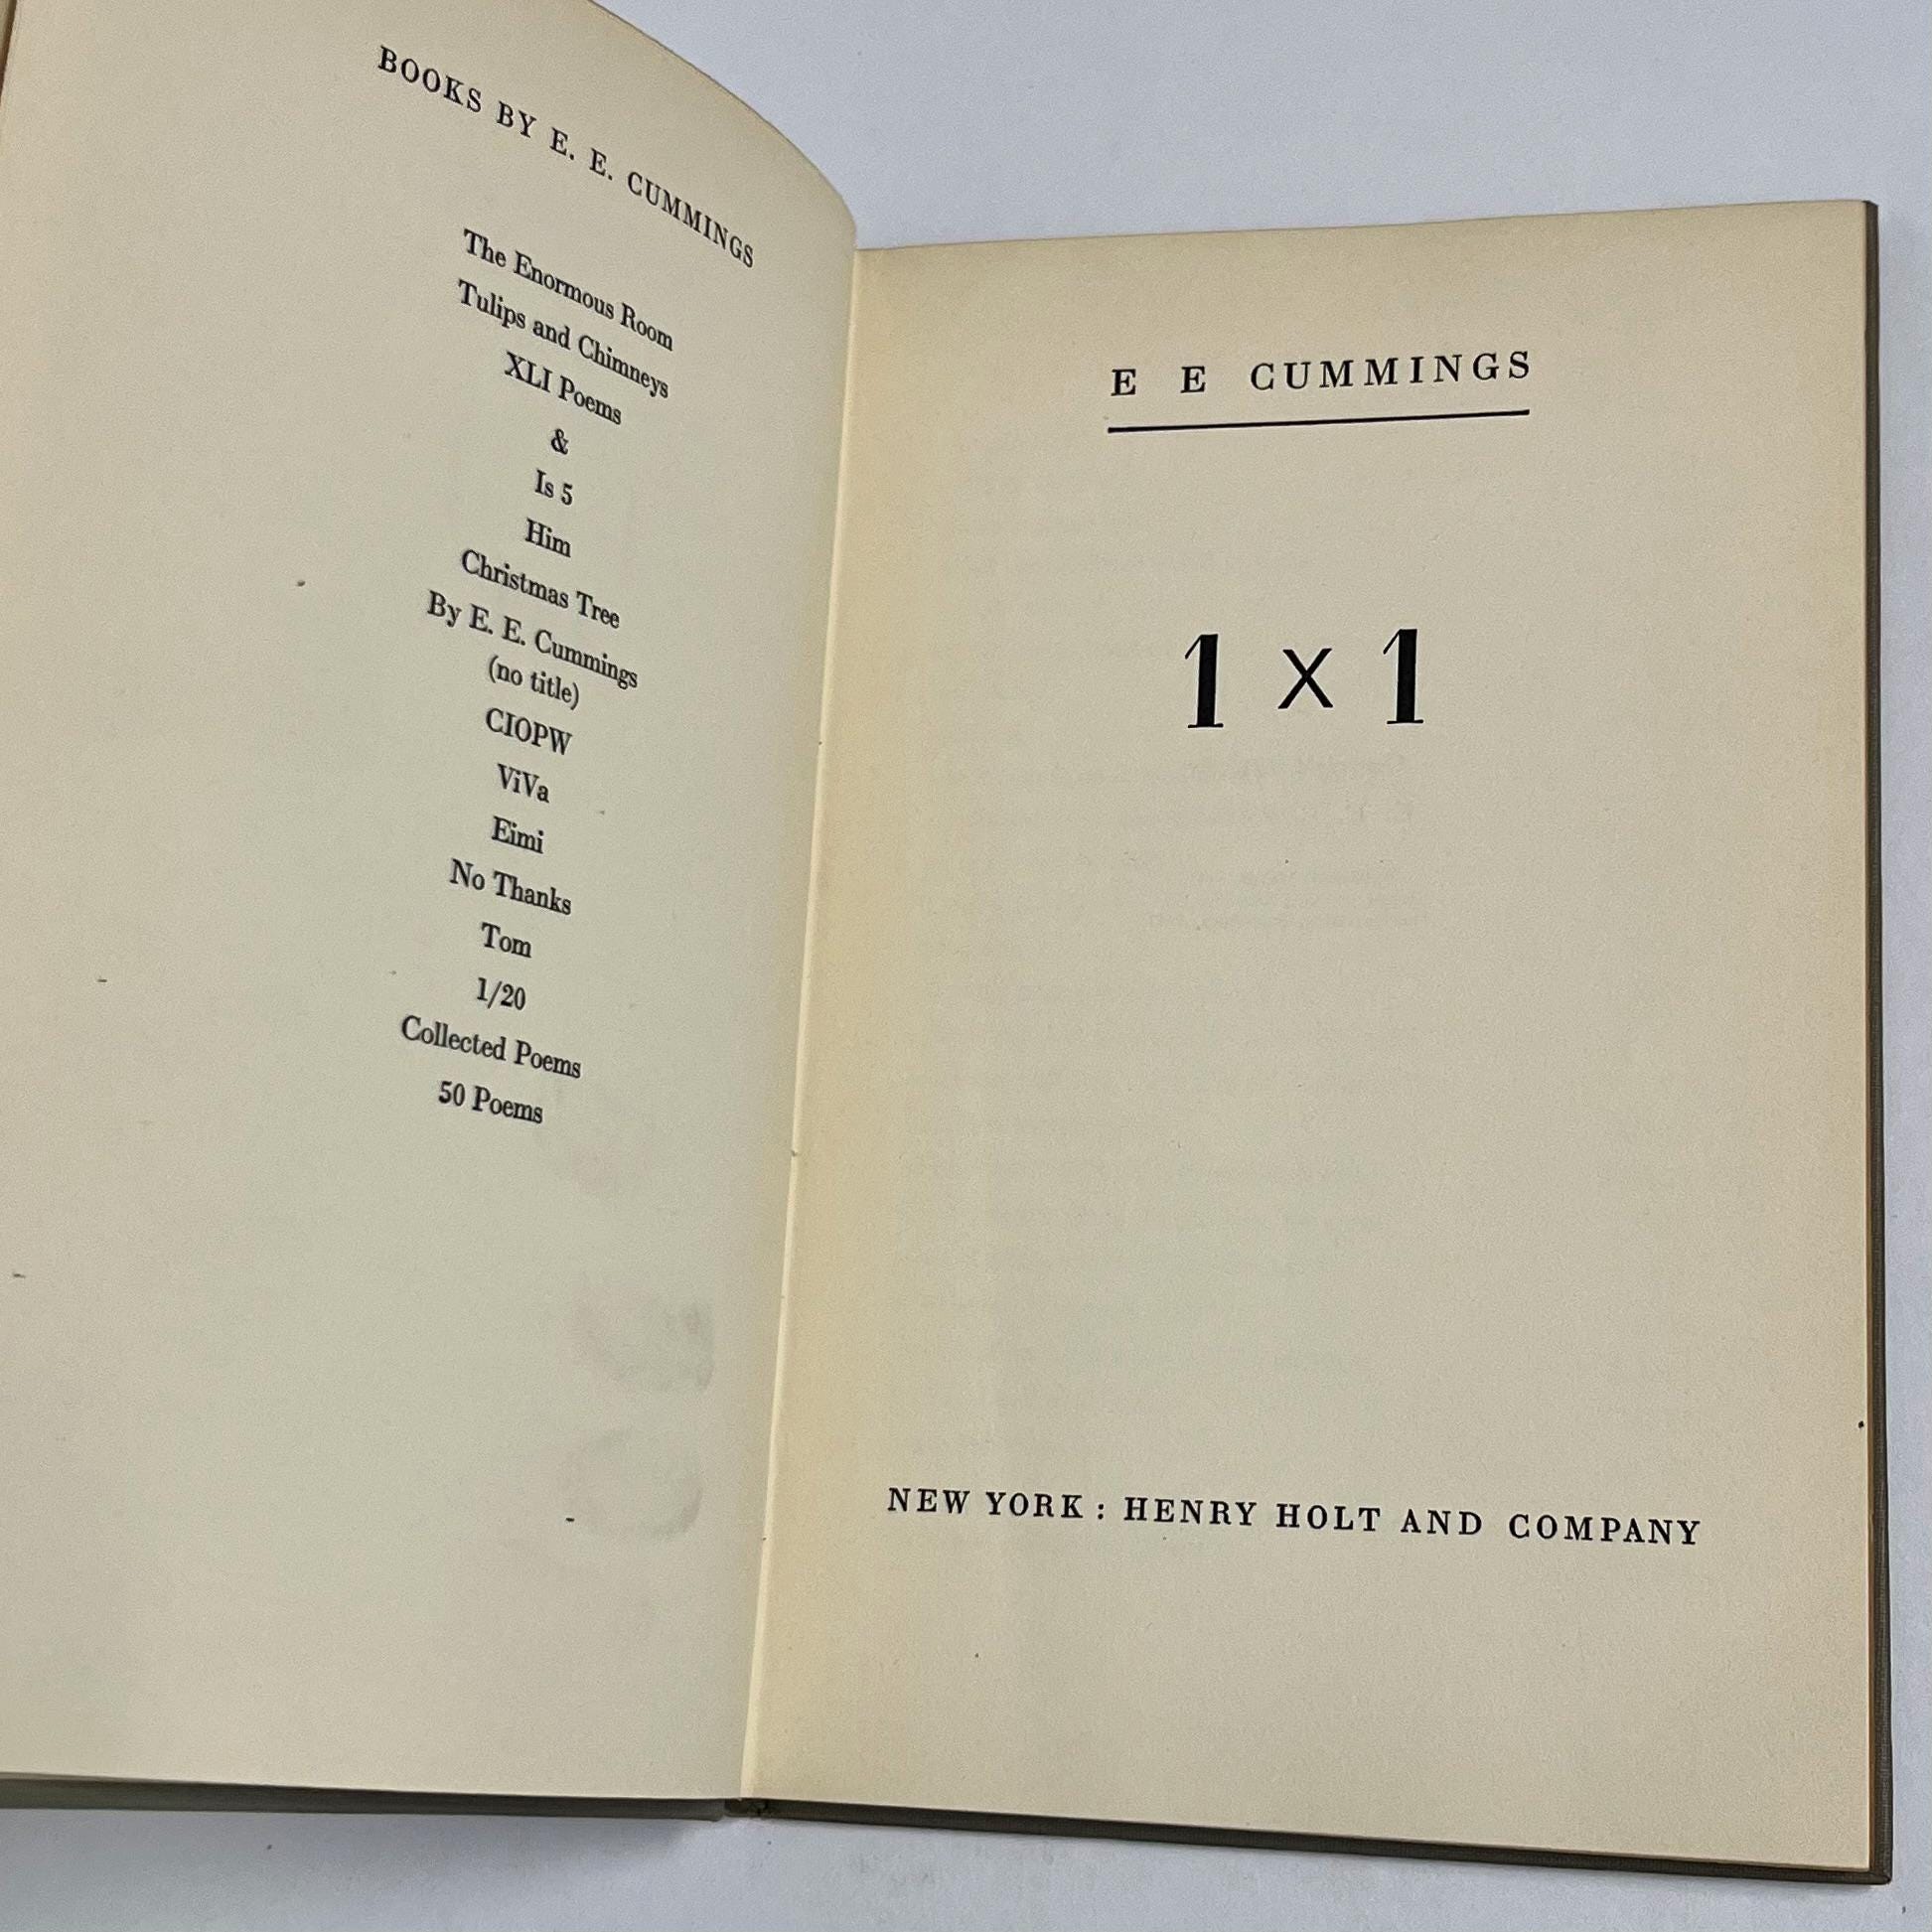 BOOKS BY E. E. CUMMINGS
The Enormous Room
Tulips and Chimneys
XLI Poems
&
Is 5
Him
Christmas Tree
By E. E. Cummings
(no title)
CIOPW
ViVa
Eimi
No Thanks
Tom
1/20
Collected Poems
50 Poems
E E CUMMINGS
1 x 1
NEW YORK : HENRY HOLT AND COMPANY